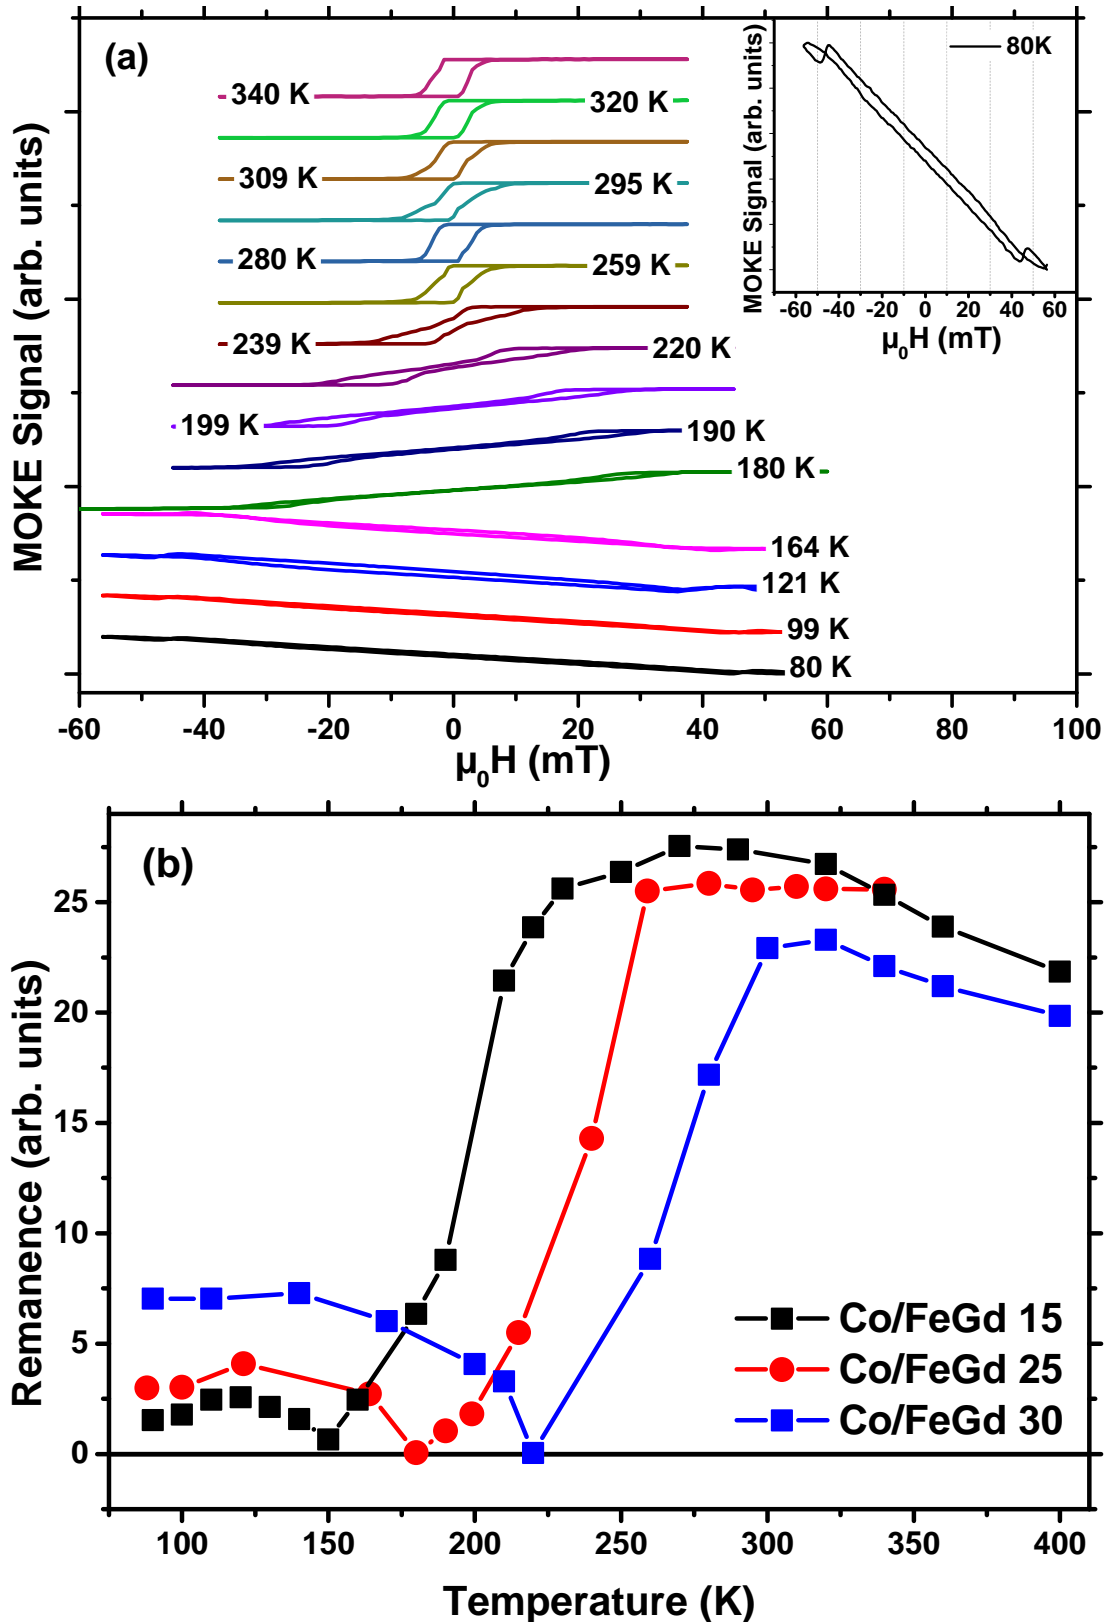 (a)
MOKE Signal (arb. units)
340 K
320 K
309 K
295 K
280 K
259 K
239 K
220 K
199 K
190 K
180 K
164 K
121 K
99 K
80 K
-60 -40 -20 0 20 40 60 80 100
µ₀H (mT)
MOKE Signal (arb. units)
80K
-60 -40 -20 0 20 40 60
µ₀H (mT)
(b)
Remanence (arb. units)
25
20
15
10
5
0
Co/FeGd 15
Co/FeGd 25
Co/FeGd 30
100 150 200 250 300 350 400
Temperature (K)